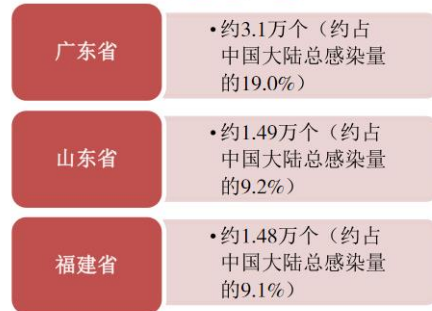 广东省
•约3.1万个（约占
中国大陆总感染量
的19.0%）
山东省
•约1.49万个（约占
中国大陆总感染量
的9.2%）
福建省
•约1.48万个（约占
中国大陆总感染量
的9.1%）